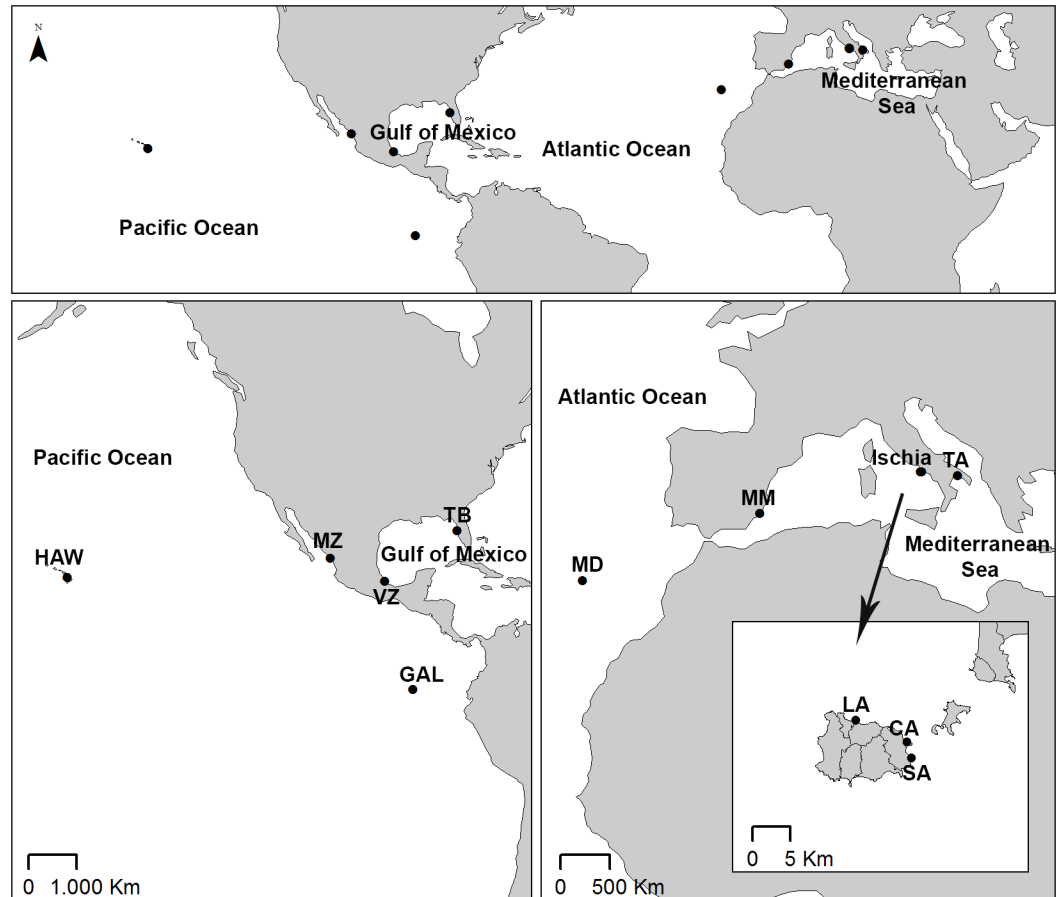 N
Mediterranean
Sea
Gulf of Mexico
Atlantic Ocean
Pacific Ocean
Pacific Ocean
TB
MZ
Gulf of Mexico
HAW
VZ
GAL
0 1.000 Km
Atlantic Ocean
Ischia TA
MM
Mediterranean
Sea
MD
LA
CA
SA
0 5 Km
0 500 Km